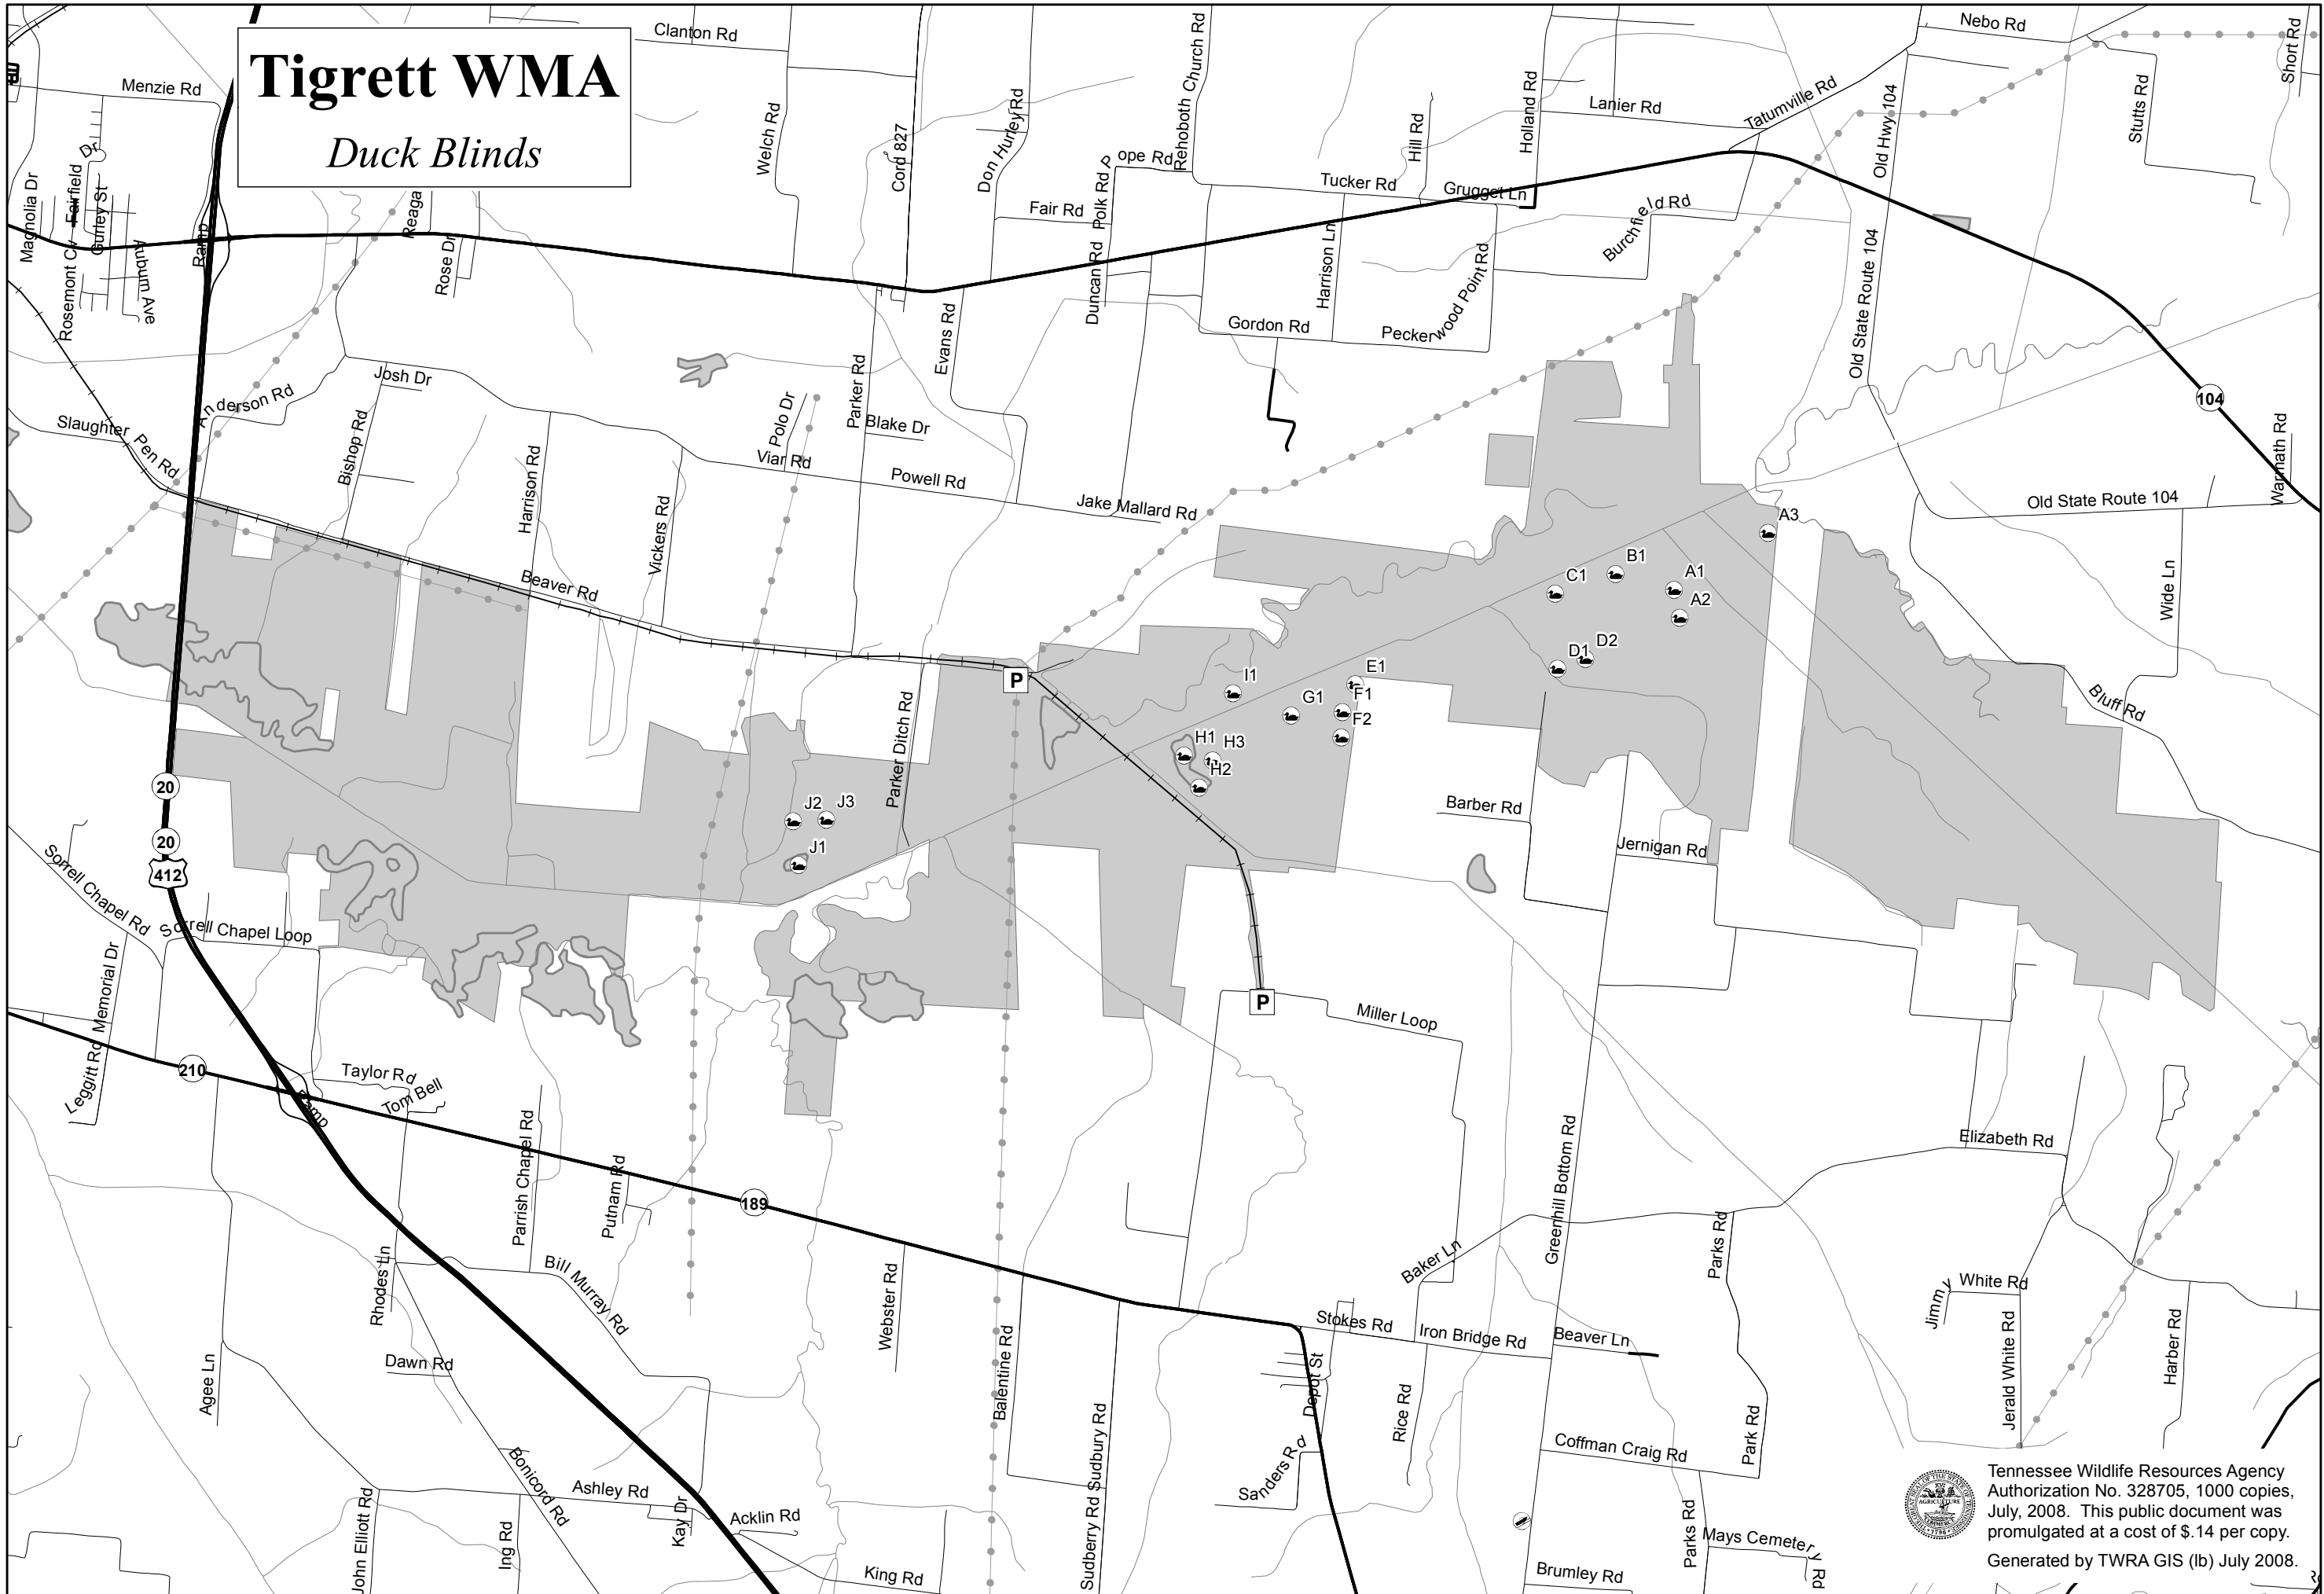 Tigrett WMA
Duck Blinds
Clanton Rd
Nebo Rd
Short Rd
Menzie Rd
Welch Rd
Cord 827
Don Hurley Rd
Rehoboth Church Rd
Hill Rd
Holland Rd
Lanier Rd
Tatumville Rd
Old Hwy 104
Stutts Rd
Magnolia Dr
Fairfield Dr
Gurley St
Rosemont Cv
Auburn Ave
Ramp
Reaga
Rose Dr
Polk Rd
Pope Rd
Fair Rd
Duncan Rd
Tucker Rd
Grugget Ln
Harrison Ln
Burchfield Rd
Peckerwood Point Rd
Gordon Rd
Old State Route 104
104
Evans Rd
Parker Rd
Josh Dr
Anderson Rd
Bishop Rd
Slaughter Pen Rd
Polo Dr
Blake Dr
Viar Rd
Powell Rd
Jake Mallard Rd
Harrison Rd
Vickers Rd
Beaver Rd
Old State Route 104
Warmath Rd
Wide Ln
Bluff Rd
A3
B1
C1
A1
A2
D1
D2
E1
F1
F2
G1
I1
H1
H3
H2
P
Parker Ditch Rd
J2
J3
J1
20
20
412
Barber Rd
Jernigan Rd
Sorrell Chapel Rd
Sorrell Chapel Loop
Leggitt Rd
Memorial Dr
P
Miller Loop
210
Taylor Rd
Tom Bell
Ramp
Parrish Chapel Rd
Putnam Rd
189
Greenhill Bottom Rd
Elizabeth Rd
Rhodes Ln
Bill Murray Rd
Webster Rd
Balentine Rd
Baker Ln
Parks Rd
Jimmy White Rd
Jerald White Rd
Harber Rd
Stokes Rd
Iron Bridge Rd
Beaver Ln
Depot St
Rice Rd
Agee Ln
Dawn Rd
Sudbury Rd
Sudberry Rd
Sanders Rd
Coffman Craig Rd
Park Rd
Parks Rd
Mays Cemetery Rd
Brumley Rd
John Elliott Rd
Ing Rd
Bonicord Rd
Ashley Rd
Kay Dr
Acklin Rd
King Rd
Tennessee Wildlife Resources Agency
Authorization No. 328705, 1000 copies,
July, 2008. This public document was
promulgated at a cost of $.14 per copy.
Generated by TWRA GIS (lb) July 2008.